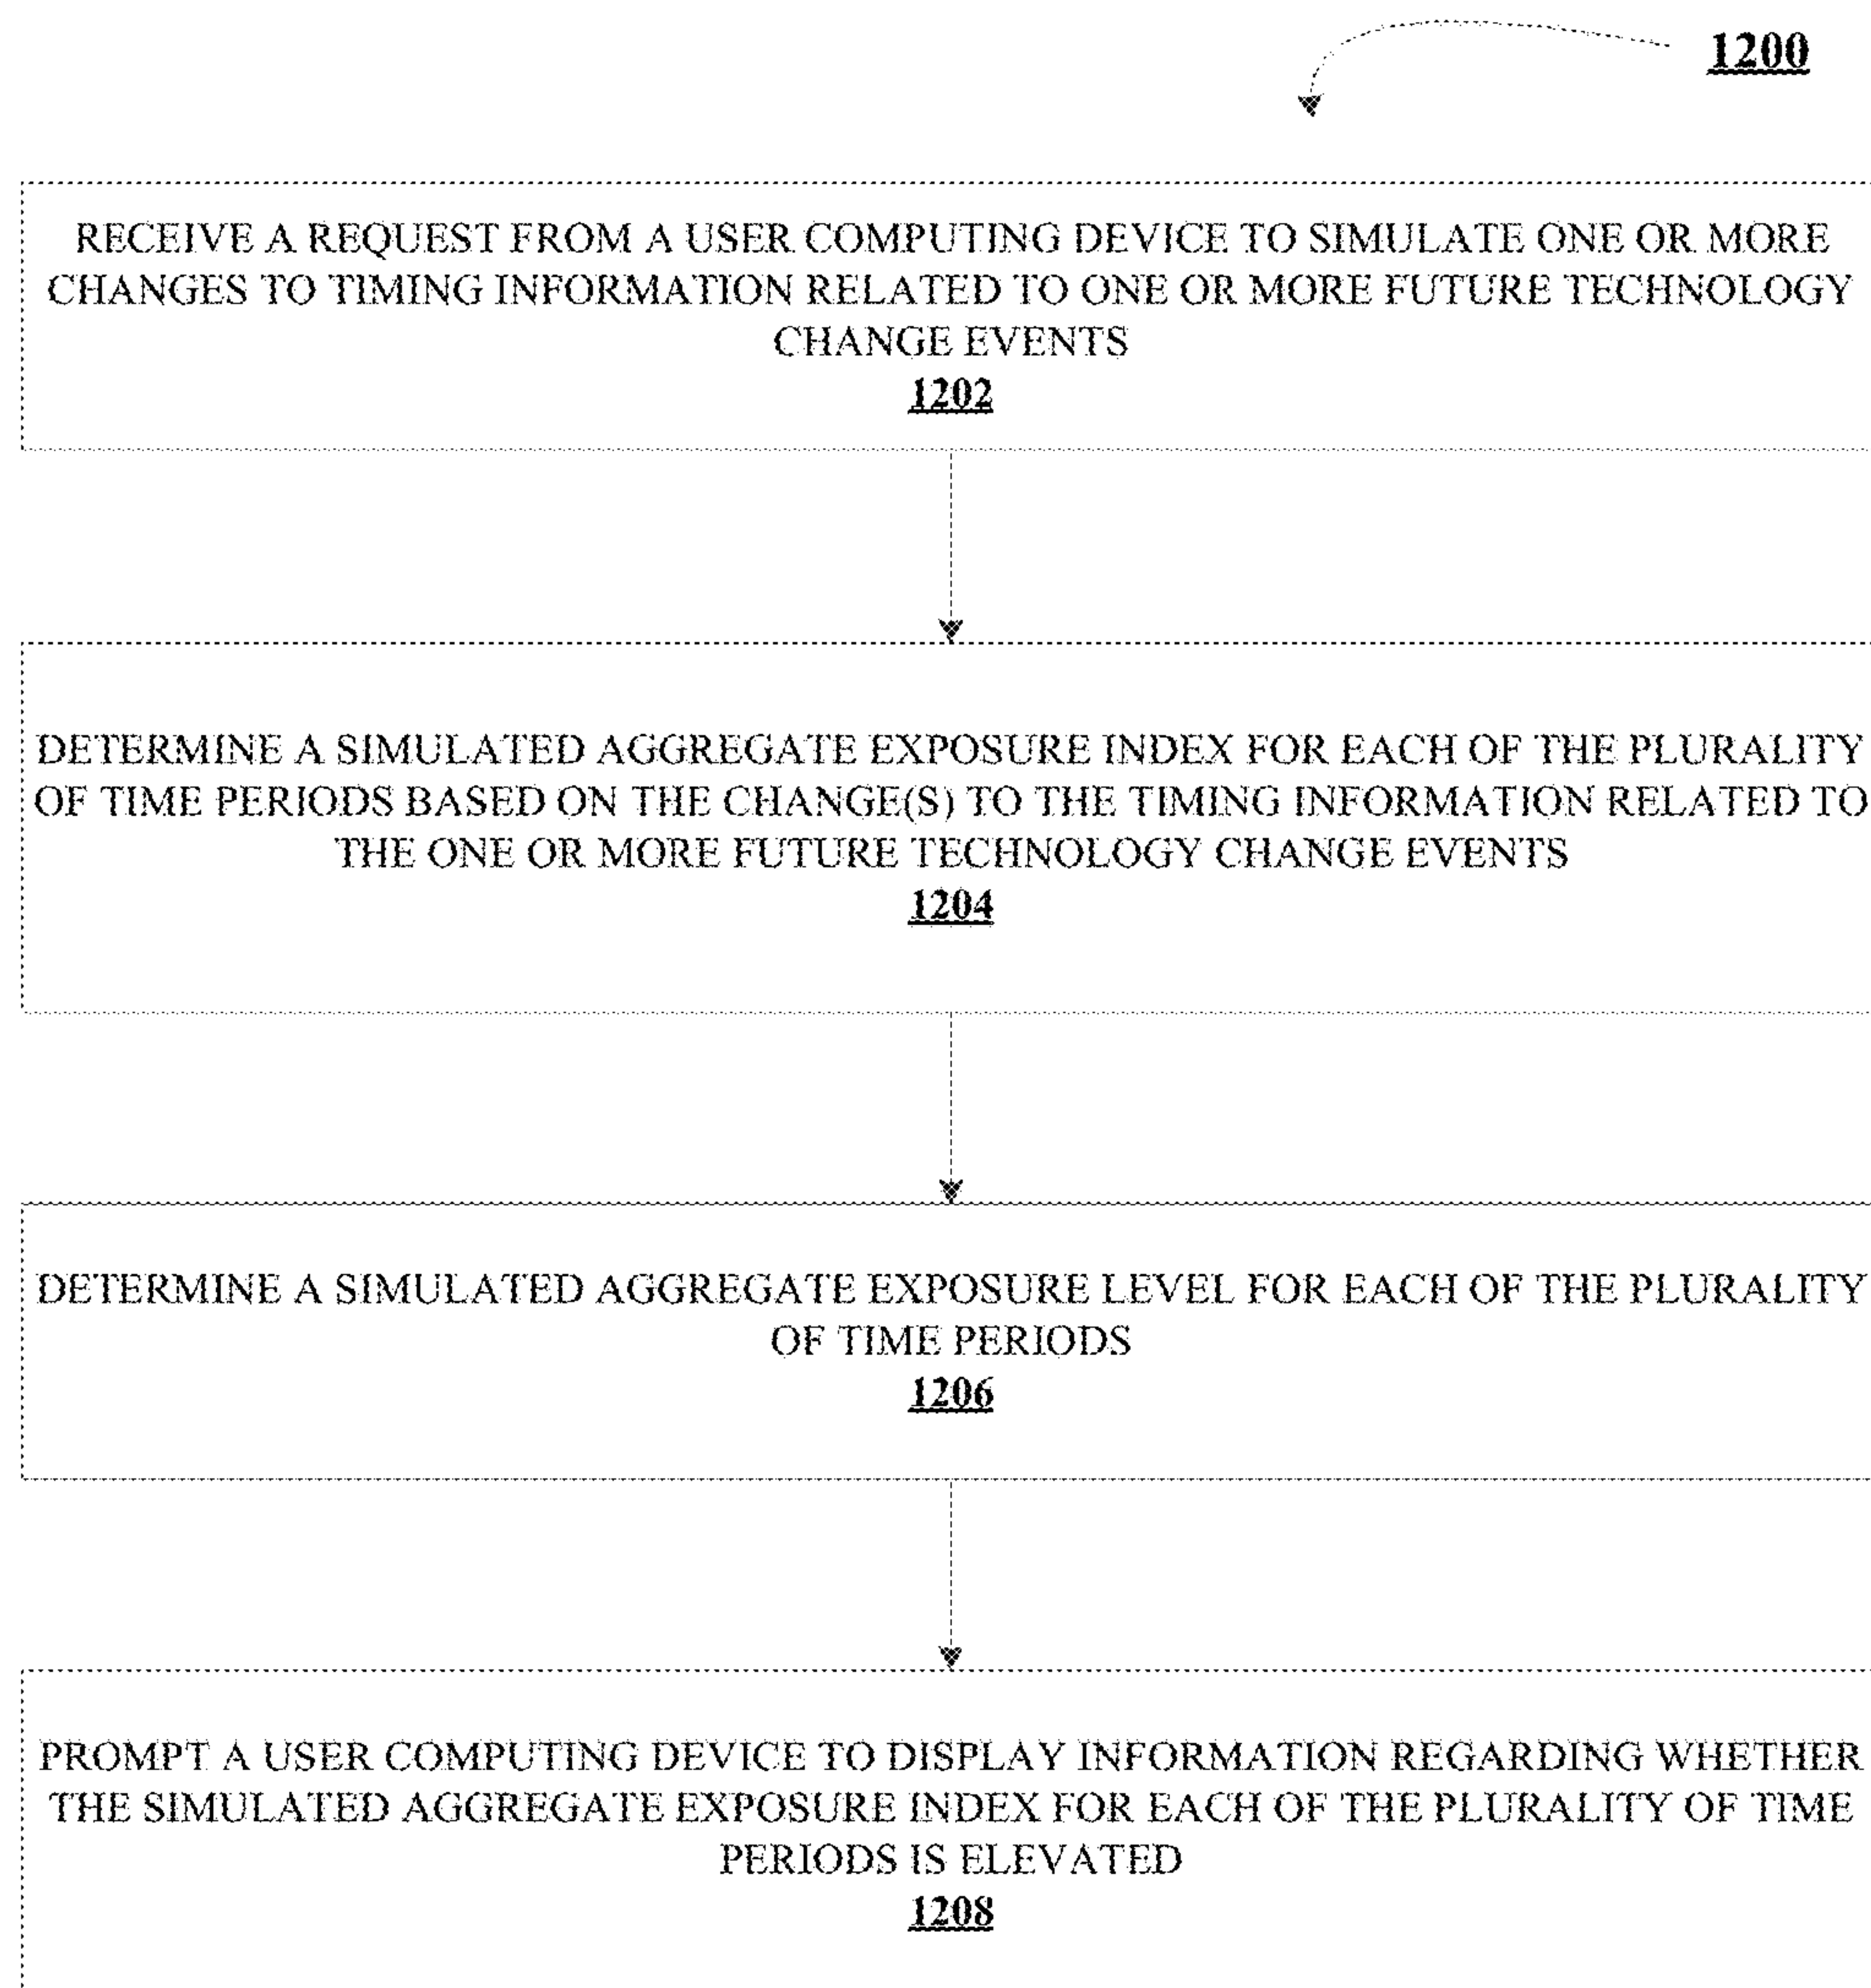 1200
RECEIVE A REQUEST FROM A USER COMPUTING DEVICE TO SIMULATE ONE OR MORE
CHANGES TO TIMING INFORMATION RELATED TO ONE OR MORE FUTURE TECHNOLOGY
CHANGE EVENTS
1202
DETERMINE A SIMULATED AGGREGATE EXPOSURE INDEX FOR EACH OF THE PLURALITY
OF TIME PERIODS BASED ON THE CHANGE(S) TO THE TIMING INFORMATION RELATED TO
THE ONE OR MORE FUTURE TECHNOLOGY CHANGE EVENTS
1204
DETERMINE A SIMULATED AGGREGATE EXPOSURE LEVEL FOR EACH OF THE PLURALITY
OF TIME PERIODS
1206
PROMPT A USER COMPUTING DEVICE TO DISPLAY INFORMATION REGARDING WHETHER
THE SIMULATED AGGREGATE EXPOSURE INDEX FOR EACH OF THE PLURALITY OF TIME
PERIODS IS ELEVATED
1208